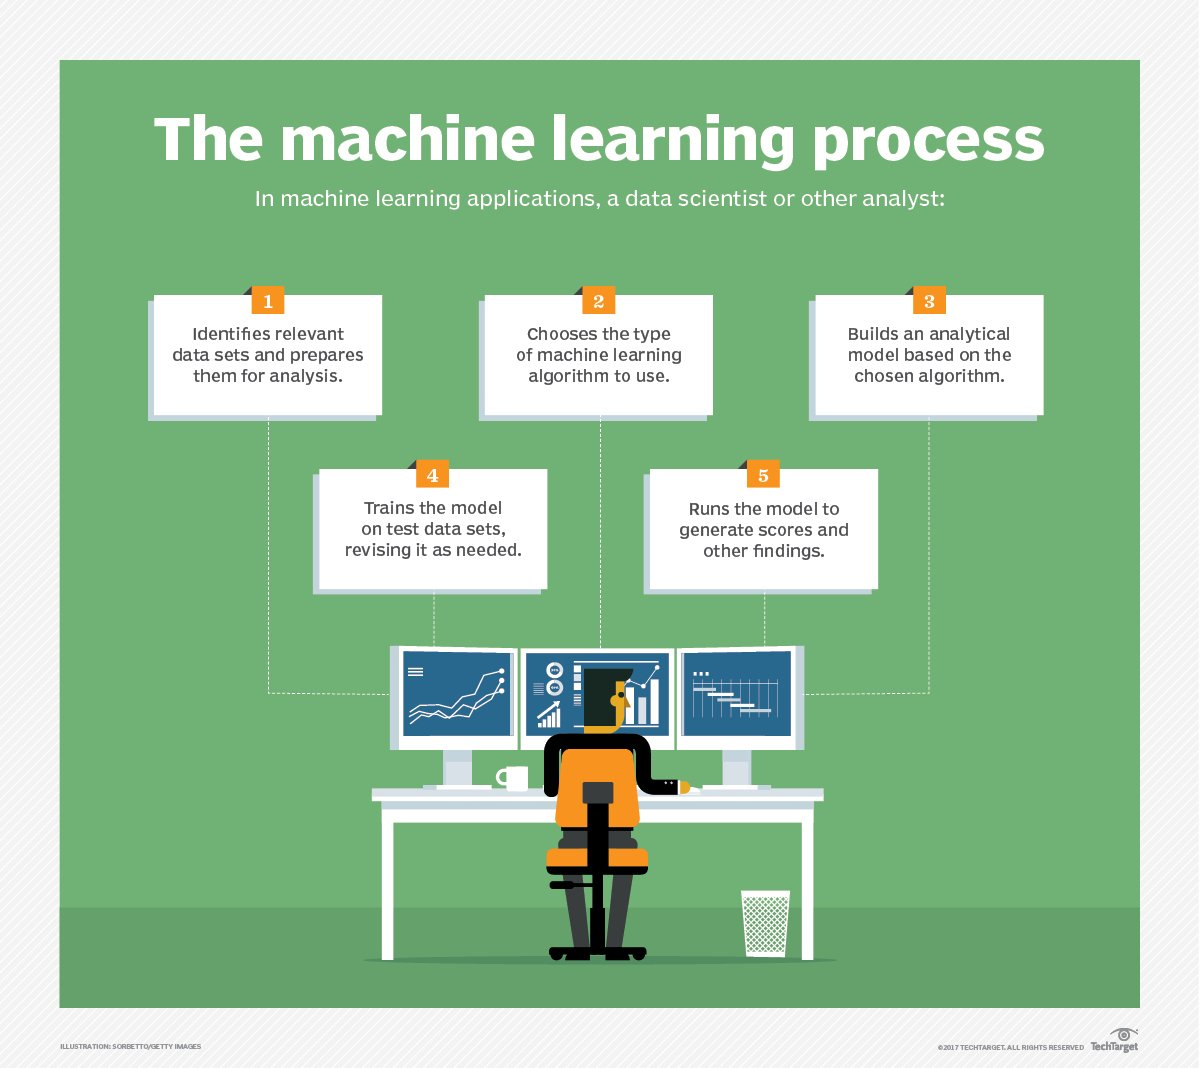 The machine learning process
In machine learning applications, a data scientist or other analyst:
1
Identifies relevant
data sets and prepares
them for analysis.
2
Chooses the type
of machine learning
algorithm to use.
3
Builds an analytical
model based on the
chosen algorithm.
4
Trains the model
on test data sets,
revising it as needed.
5
Runs the model to
generate scores and
other findings.
ILLUSTRATION: SORBETTO/GETTY IMAGES
©2017 TECHTARGET. ALL RIGHTS RESERVED
TechTarget